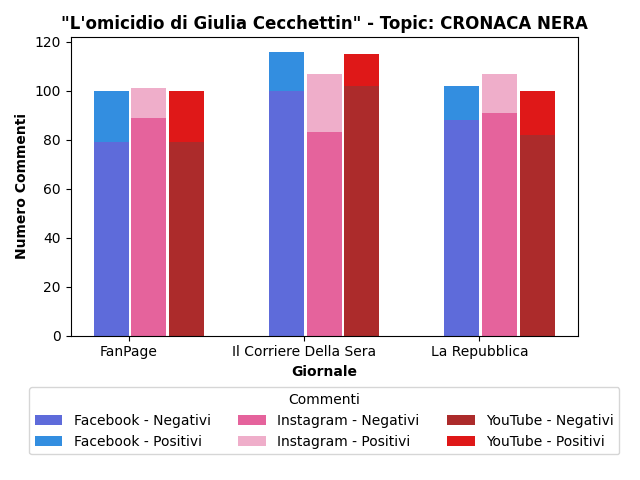 "L'omicidio di Giulia Cecchettin" - Topic: CRONACA NERA
120
100
80
60
40
20
0
Numero Commenti
FanPage Il Corriere Della Sera La Repubblica
Giornale
Commenti
Facebook - Negativi Instagram - Negativi YouTube - Negativi
Facebook - Positivi Instagram - Positivi YouTube - Positivi